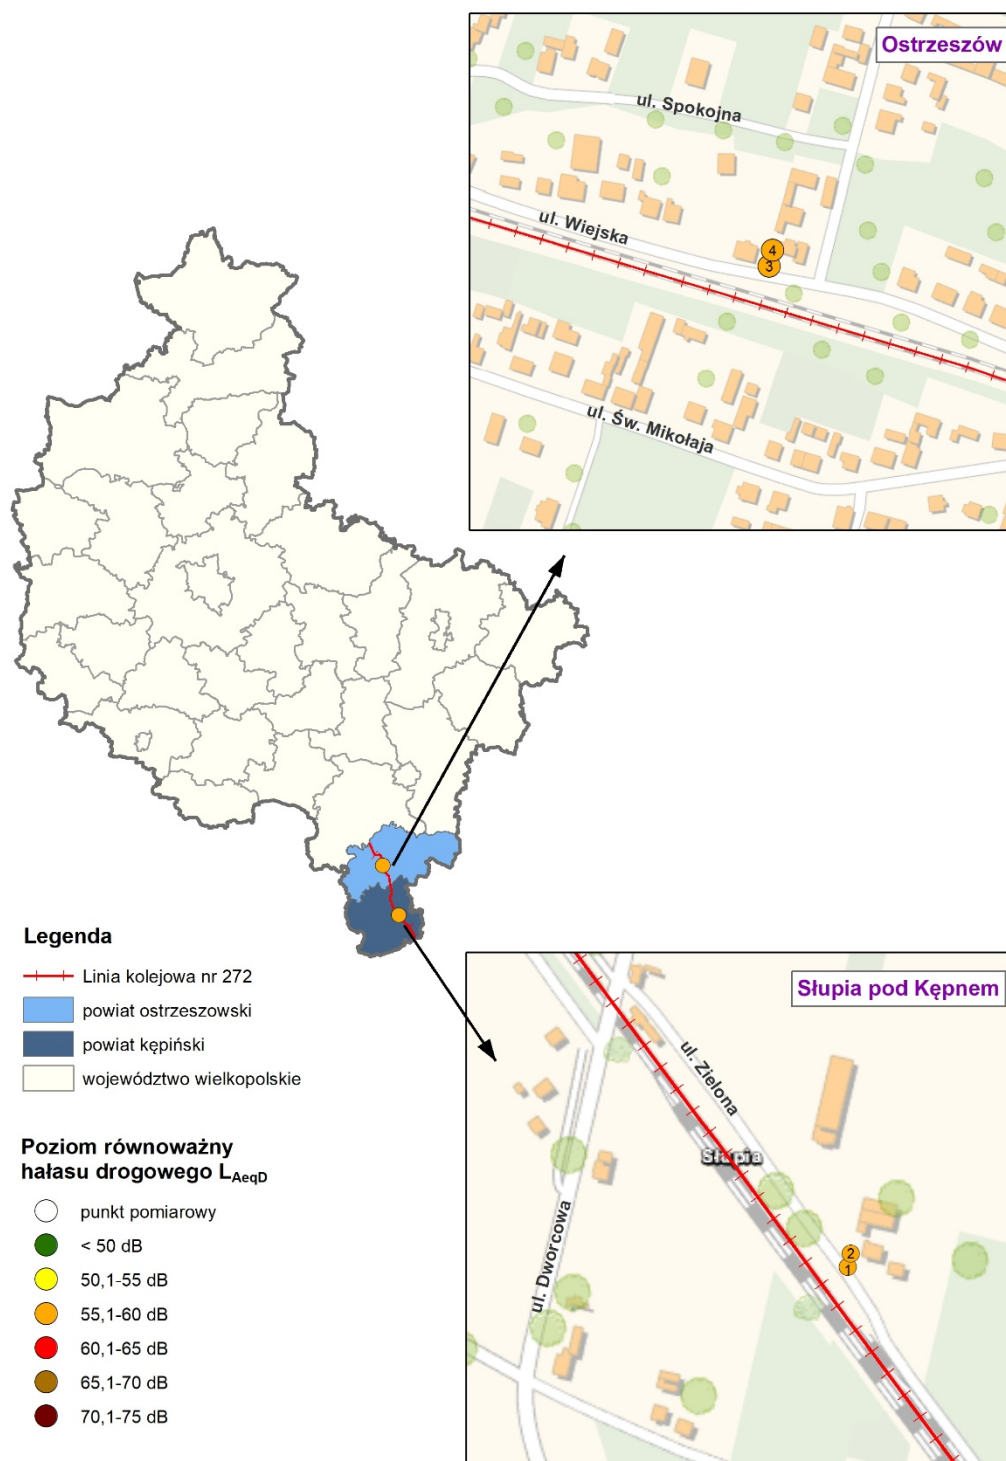 Ostrzeszów
ul. Spokojna
ul. Wiejska
4
3
ul. Św. Mikołaja
Legenda
Linia kolejowa nr 272
powiat ostrzeszowski
powiat kępiński
województwo wielkopolskie
Poziom równoważny
hałasu drogowego LAeqD
punkt pomiarowy
< 50 dB
50,1-55 dB
55,1-60 dB
60,1-65 dB
65,1-70 dB
70,1-75 dB
Słupia pod Kępnem
ul. Zielona
Słupia
ul. Dworcowa
2
1